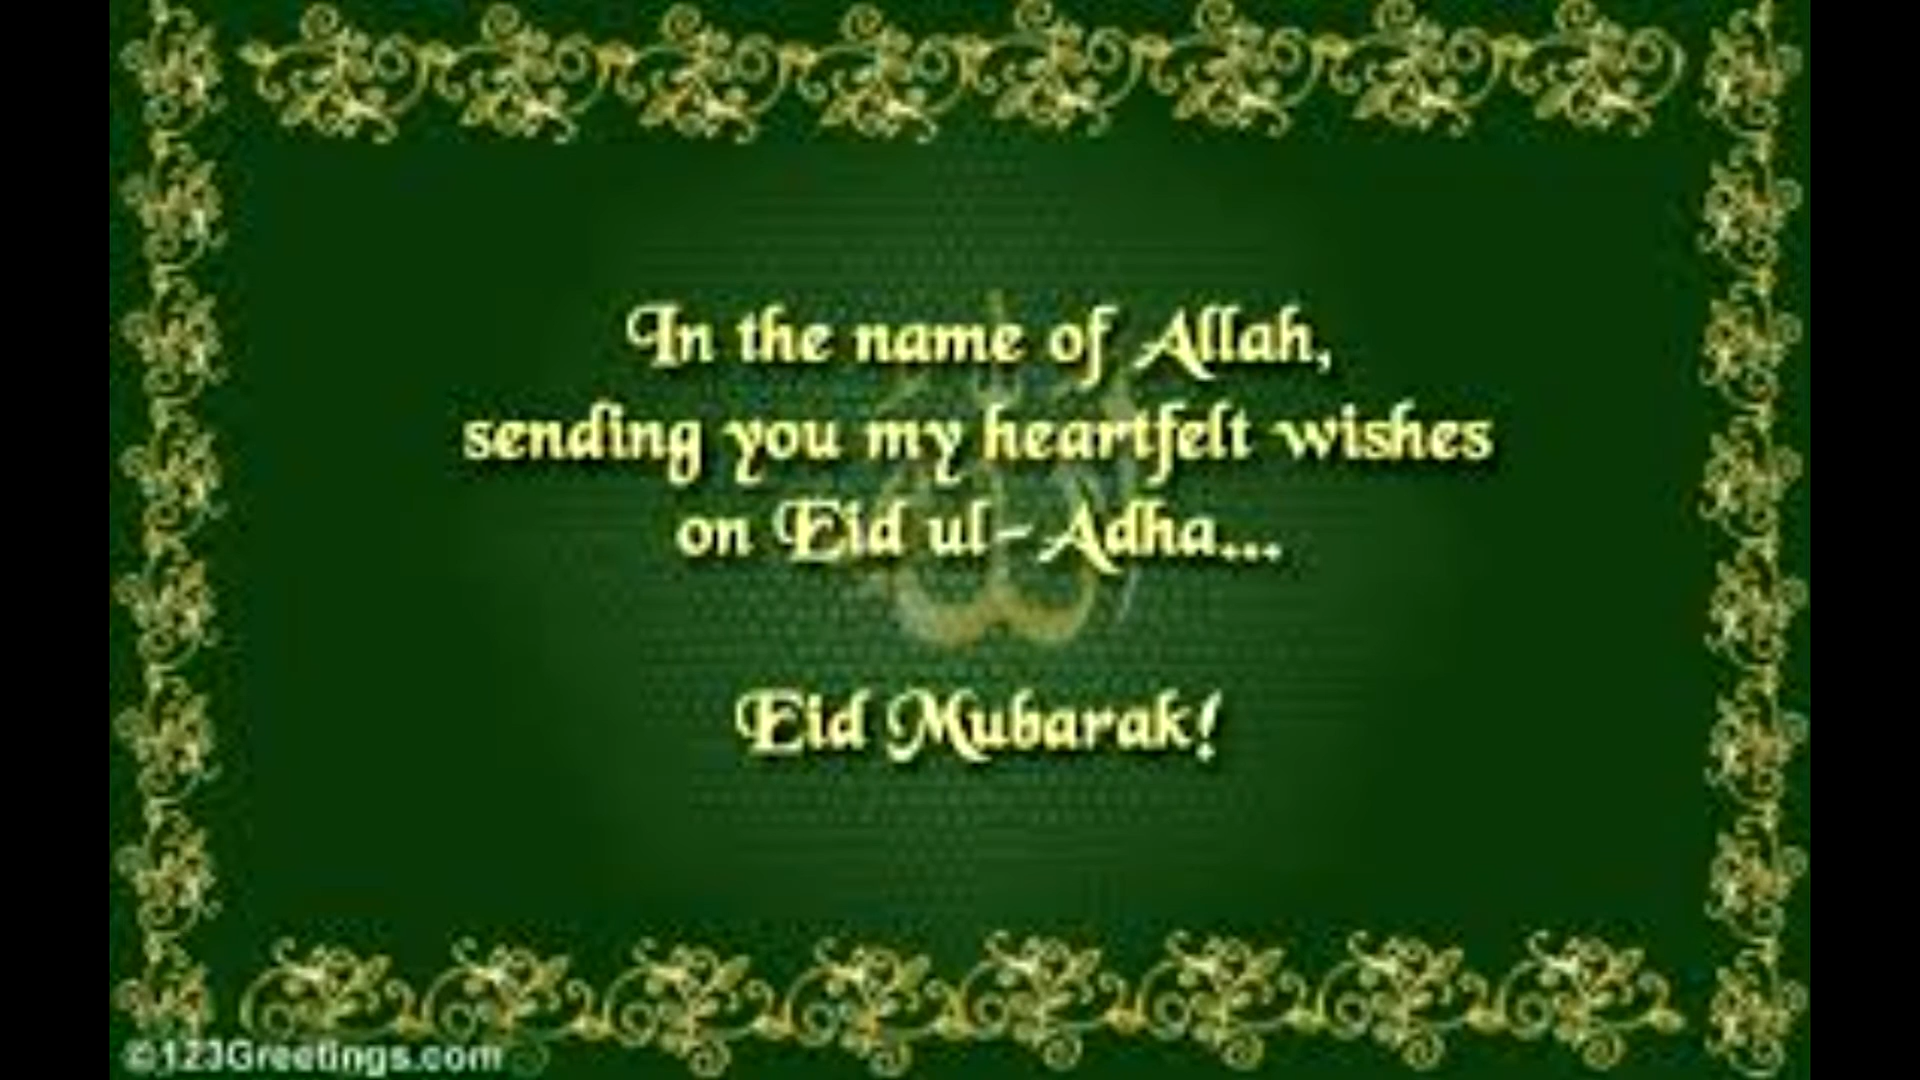 In the name of Allah,
sending you my heartfelt wishes
on Eid ul-Adha...
Eid Mubarak!
©123Greetings.com